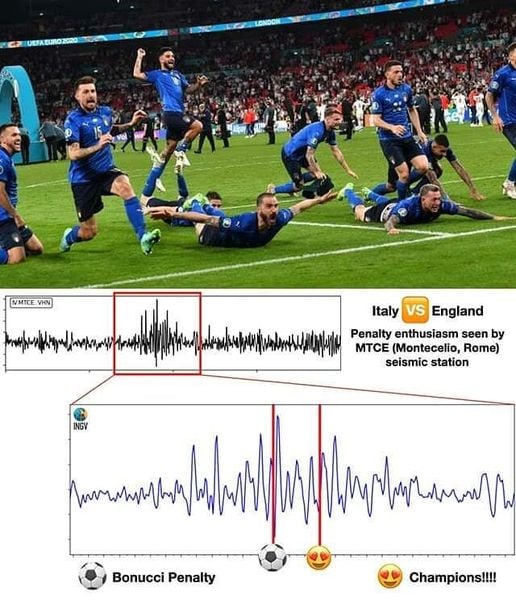 LONDON
UEFA EURO 2020
IV.MTCE..VHN
Italy VS England
Penalty enthusiasm seen by
MTCE (Montecelio, Rome)
seismic station
INGV
Bonucci Penalty
Champions!!!!